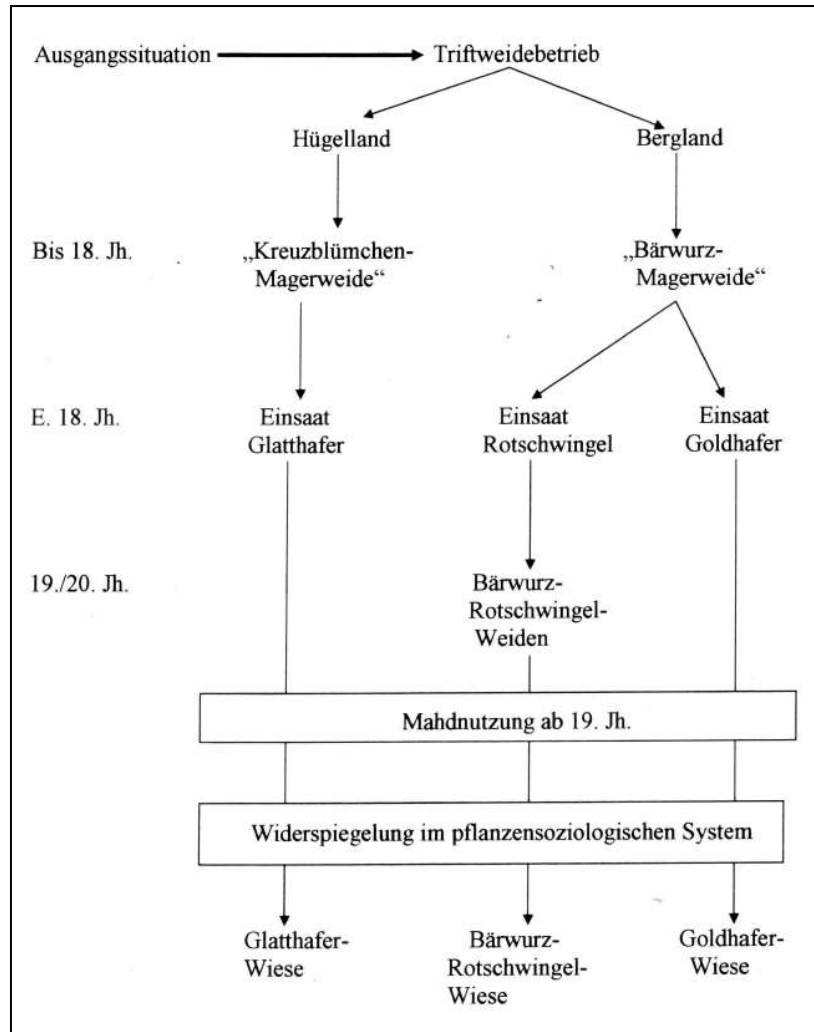 Ausgangssituation Triftweidebetrieb
Hügelland Bergland
Bis 18. Jh. „Kreuzblümchen- „Bärwurz-
Magerweide“ Magerweide“
E. 18. Jh. Einsaat Einsaat Einsaat
Glatthafer Rotschwingel Goldhafer
19./20. Jh. Bärwurz-
Rotschwingel-
Weiden
Mahdnutzung ab 19. Jh.
Widerspiegelung im pflanzensoziologischen System
Glatthafer- Bärwurz- Goldhafer-
Wiese Rotschwingel- Wiese
Wiese